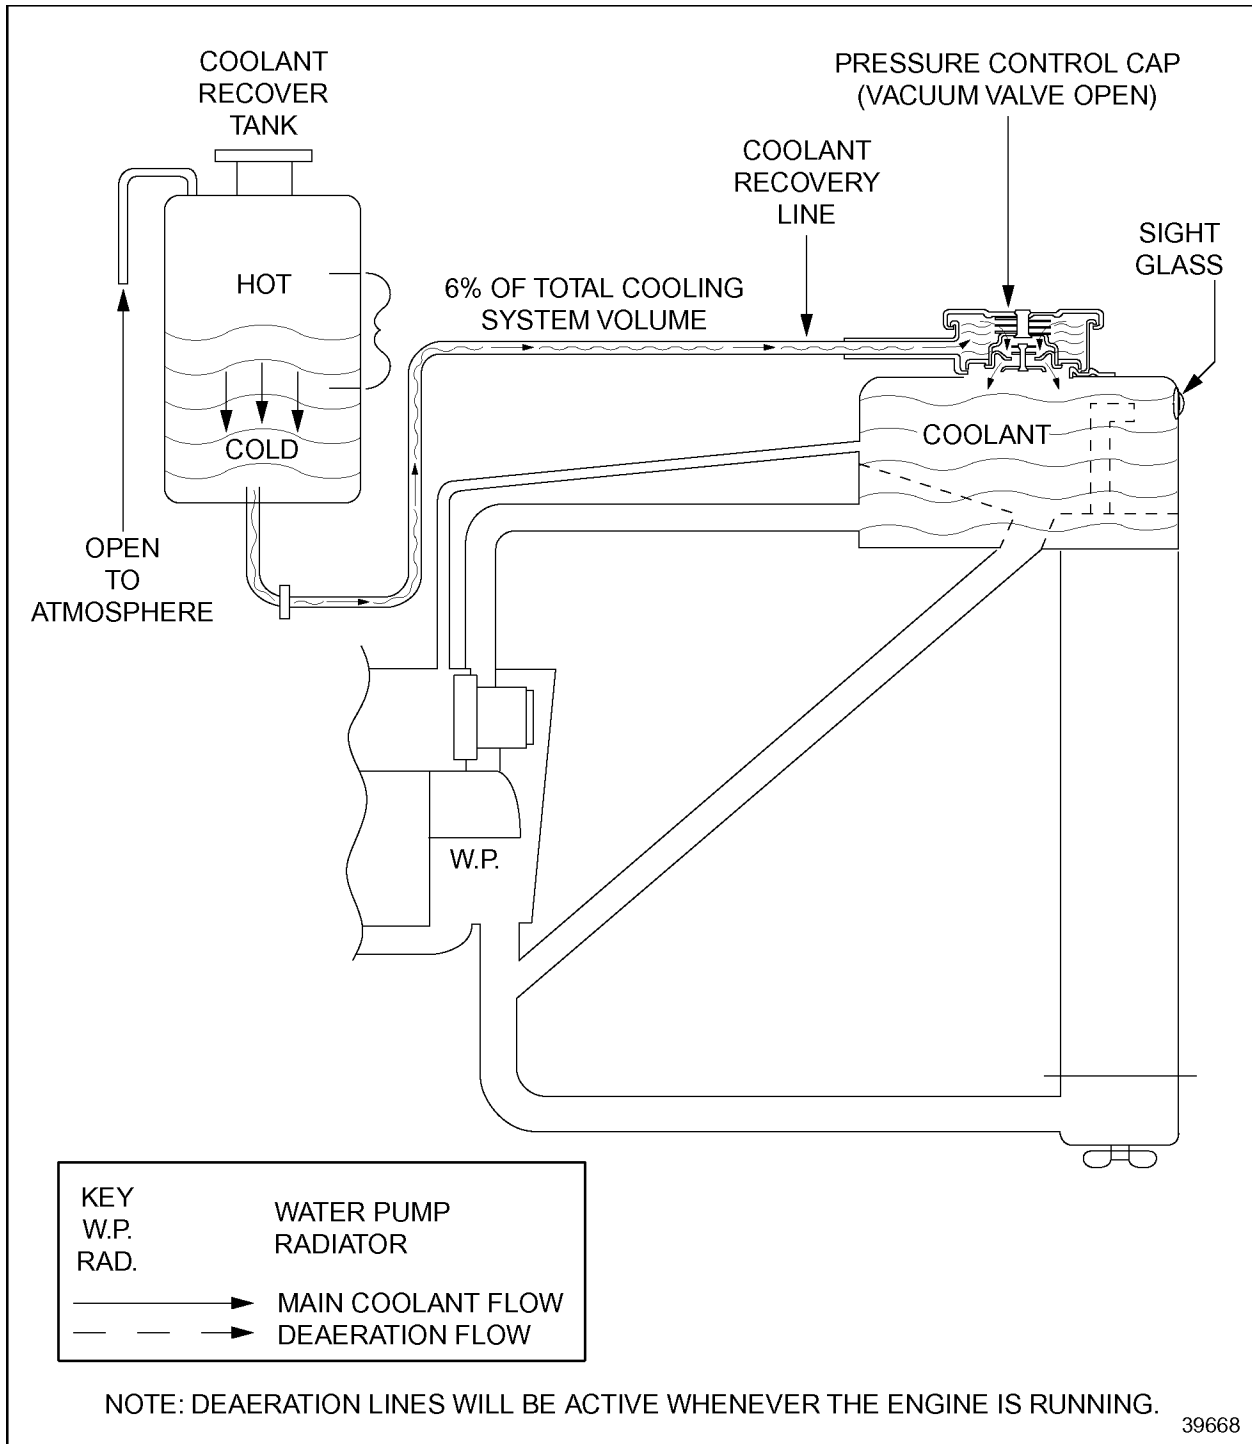 COOLANT
RECOVER
TANK
PRESSURE CONTROL CAP
(VACUUM VALVE OPEN)
COOLANT
RECOVERY
LINE
SIGHT
GLASS
HOT
6% OF TOTAL COOLING
SYSTEM VOLUME
COLD
COOLANT
OPEN
TO
ATMOSPHERE
W.P.
KEY
W.P. WATER PUMP
RAD. RADIATOR
MAIN COOLANT FLOW
DEAERATION FLOW
NOTE: DEAERATION LINES WILL BE ACTIVE WHENEVER THE ENGINE IS RUNNING.
39668